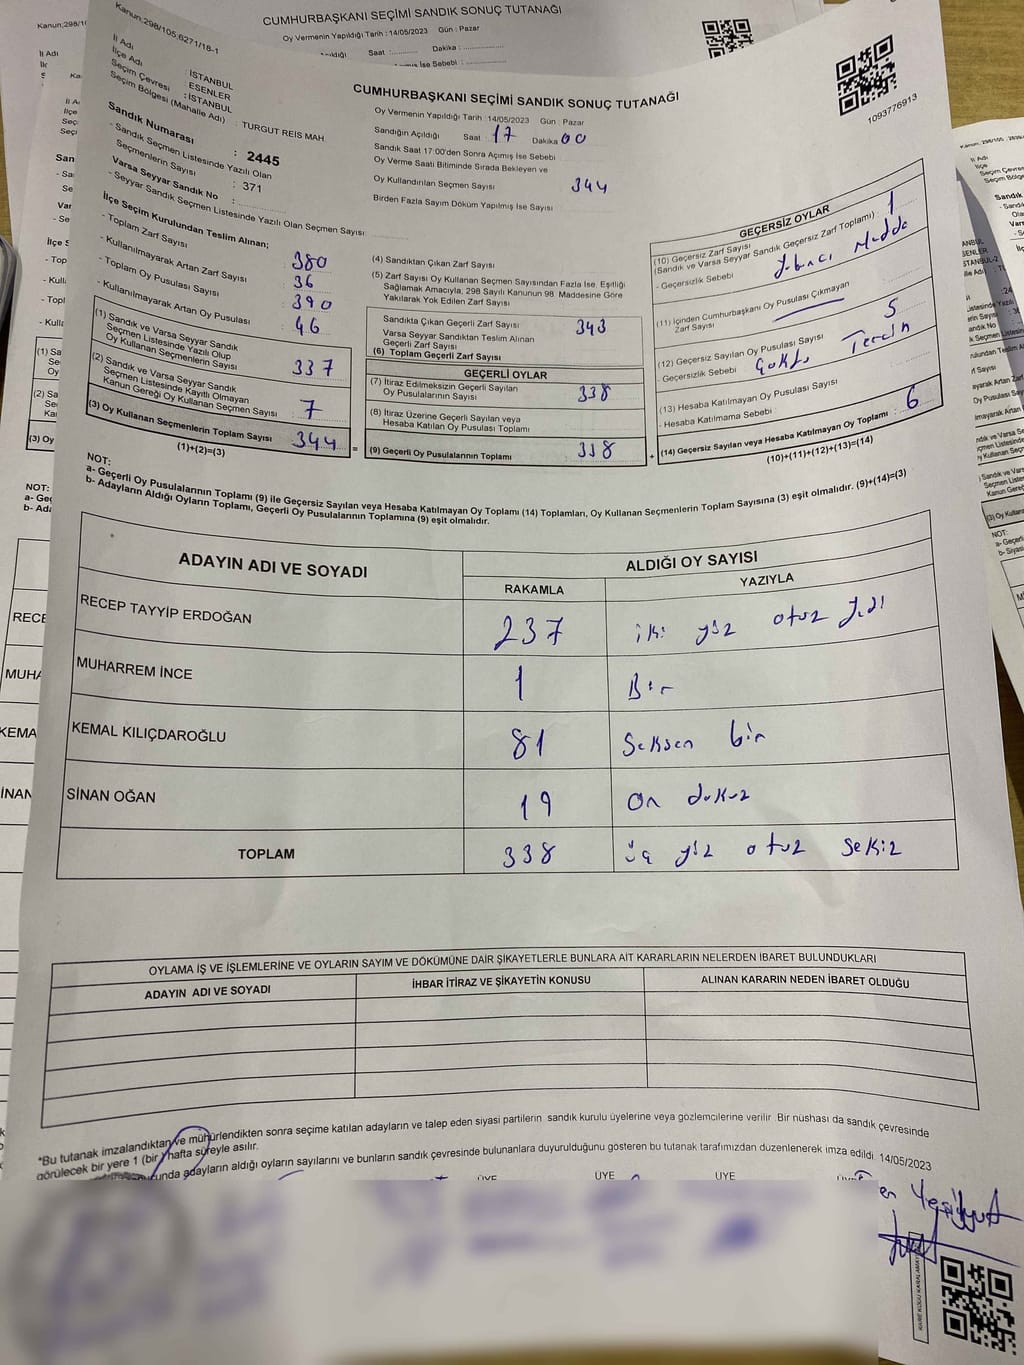 CUMHURBAŞKANI SEÇİMİ SANDIK SONUÇ TUTANAĞI
Oy Vermenin Yapıldığı Tarih : 14/05/2023 Gün : Pazar
Saat : Dakika :
Kanun;298/105;6271/18-1
İl Adı : İSTANBUL
İlçe Adı : ESENLER
Seçim Çevresi : İSTANBUL
Seçim Bölgesi (Mahalle Adı) : TURGUT REİS MAH.
Sandık Numarası : 2445
- Sandık Seçmen Listesinde Yazılı Olan Seçmenlerin Sayısı : 371
Varsa Seyyar Sandık No :
- Seyyar Sandık Seçmen Listesinde Yazılı Olan Seçmen Sayısı:
İlçe Seçim Kurulundan Teslim Alınan;
- Toplam Zarf Sayısı 380
- Kullanılmayarak Artan Zarf Sayısı 36
- Toplam Oy Pusulası Sayısı 390
- Kullanılmayarak Artan Oy Pusulası 46
(1) Sandık ve Varsa Seyyar Sandık
Seçmen Listesinde Yazılı Olup
Oy Kullanan Seçmenlerin Sayısı 337
(2) Sandık ve Varsa Seyyar Sandık
Seçmen Listesinde Kayıtlı Olmayan
Kanun Gereği Oy Kullanan Seçmen Sayısı 7
(3) Oy Kullanan Seçmenlerin Toplam Sayısı 344
(1)+(2)=(3)
CUMHURBAŞKANI SEÇİMİ SANDIK SONUÇ TUTANAĞI
Oy Vermenin Yapıldığı Tarih :14/05/2023 Gün : Pazar
Sandığın Açıldığı Saat 17 Dakika 00
Sandık Saat 17:00'den Sonra Açımış İse Sebebi
Oy Verme Saati Bitiminde Sırada Bekleyen ve
Oy Kullandırılan Seçmen Sayısı 344
Birden Fazla Sayım Döküm Yapılmış İse Sayısı
(4) Sandıktan Çıkan Zarf Sayısı
(5) Zarf Sayısı Oy Kullanan Seçmen Sayısından Fazla İse, Eşitliği
Sağlamak Amacıyla, 298 Sayılı Kanunun 98. Maddesine Göre
Yakılarak Yok Edilen Zarf Sayısı
Sandıkta Çıkan Geçerli Zarf Sayısı 343
Varsa Seyyar Sandıktan Teslim Alınan
Geçerli Zarf Sayısı
(6) Toplam Geçerli Zarf Sayısı
GEÇERLİ OYLAR
(7) İtiraz Edilmeksizin Geçerli Sayılan
Oy Pusulalarının Sayısı 338
(8) İtiraz Üzerine Geçerli Sayılan veya
Hesaba Katılan Oy Pusulası Toplamı
(9) Geçerli Oy Pusulalarının Toplamı 338
1093776913
GEÇERSİZ OYLAR
(10) Geçersiz Zarf Sayısı
(Sandık ve Varsa Seyyar Sandık Geçersiz Zarf Toplamı) : 1
- Geçersizlik Sebebi Yabancı Madde
(11) İçinden Cumhurbaşkanı Oy Pusulası Çıkmayan
Zarf Sayısı
(12) Geçersiz Sayılan Oy Pusulası Sayısı 5
- Geçersizlik Sebebi Çoklu Tercih
(13) Hesaba Katılmayan Oy Pusulası Sayısı
- Hesaba Katılmama Sebebi :
(14) Geçersiz Sayılan veya Hesaba Katılmayan Oy Toplamı : 6
(10)+(11)+(12)+(13)=(14)
NOT:
a- Geçerli Oy Pusulalarının Toplamı (9) ile Geçersiz Sayılan veya Hesaba Katılmayan Oy Toplamı (14) Toplamları, Oy Kullanan Seçmenlerin Toplam Sayısına (3) eşit olmalıdır. (9)+(14)=(3)
b- Adayların Aldığı Oyların Toplamı, Geçerli Oy Pusulalarının Toplamına (9) eşit olmalıdır.
ADAYIN ADI VE SOYADI ALDIĞI OY SAYISI
RAKAMLA YAZIYLA
RECEP TAYYİP ERDOĞAN 237 iki yüz otuz yedi
MUHARREM İNCE 1 Bir
KEMAL KILIÇDAROĞLU 81 Seksen bir
SİNAN OĞAN 19 On dokuz
TOPLAM 338 üç yüz otuz sekiz
OYLAMA İŞ VE İŞLEMLERİNE VE OYLARIN SAYIM VE DÖKÜMÜNE DAİR ŞİKAYETLERLE BUNLARA AİT KARARLARIN NELERDEN İBARET BULUNDUKLARI
ADAYIN ADI VE SOYADI İHBAR İTİRAZ VE ŞİKAYETİN KONUSU ALINAN KARARIN NEDEN İBARET OLDUĞU
*Bu tutanak imzalandıktan ve mühürlendikten sonra seçime katılan adayların ve talep eden siyasi partilerin sandık kurulu üyelerine veya gözlemcilerine verilir. Bir nüshası da sandık çevresinde
görülecek bir yere 1 (bir) hafta süreyle asılır.
adayların aldığı oyların sayılarını ve bunların sandık çevresinde bulunanlara duyurulduğunu gösteren bu tutanak tarafımızdan düzenlenerek imza edildi. 14/05/2023
ÜYE ÜYE ÜYE